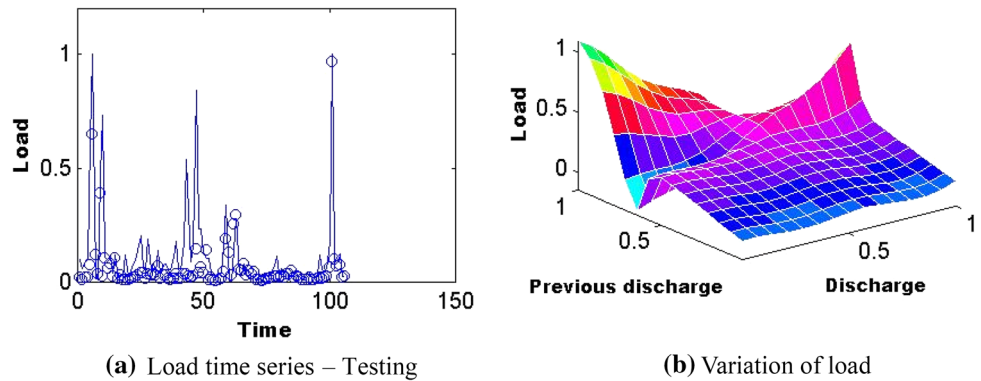 1
0.5
0
0
50
100
150
Load
Time
(a) Load time series – Testing
1
0.5
0
Load
1
0.5
Previous discharge
0.5
1
Discharge
(b) Variation of load